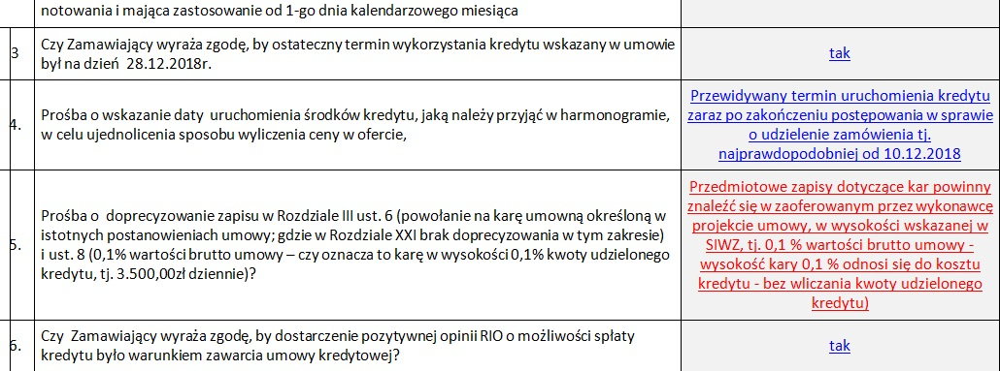 notowania i mająca zastosowanie od 1-go dnia kalendarzowego miesiąca
3
Czy Zamawiający wyraża zgodę, by ostateczny termin wykorzystania kredytu wskazany w umowie
był na dzień  28.12.2018r.
tak
4.
Prośba o wskazanie daty  uruchomienia środków kredytu, jaką należy przyjąć w harmonogramie,
w celu ujednolicenia sposobu wyliczenia ceny w ofercie,
Przewidywany termin uruchomienia kredytu
zaraz po zakończeniu postępowania w sprawie
o udzielenie zamówienia tj.
najprawdopodobniej od 10.12.2018
5.
Prośba o  doprecyzowanie zapisu w Rozdziale III ust. 6 (powołanie na karę umowną określoną w
istotnych postanowieniach umowy; gdzie w Rozdziale XXI brak doprecyzowania w tym zakresie)
i ust. 8 (0,1% wartości brutto umowy – czy oznacza to karę w wysokości 0,1% kwoty udzielonego
kredytu, tj. 3.500,00zł dziennie)?
Przedmiotowe zapisy dotyczące kar powinny
znaleźć się w zaoferowanym przez wykonawcę
projekcie umowy, w wysokości wskazanej w
SIWZ, tj. 0,1 % wartości brutto umowy -
wysokość kary 0,1 % odnosi się do kosztu
kredytu - bez wliczania kwoty udzielonego
kredytu)
6.
Czy  Zamawiający wyraża zgodę, by dostarczenie pozytywnej opinii RIO o możliwości spłaty
kredytu było warunkiem zawarcia umowy kredytowej?
tak